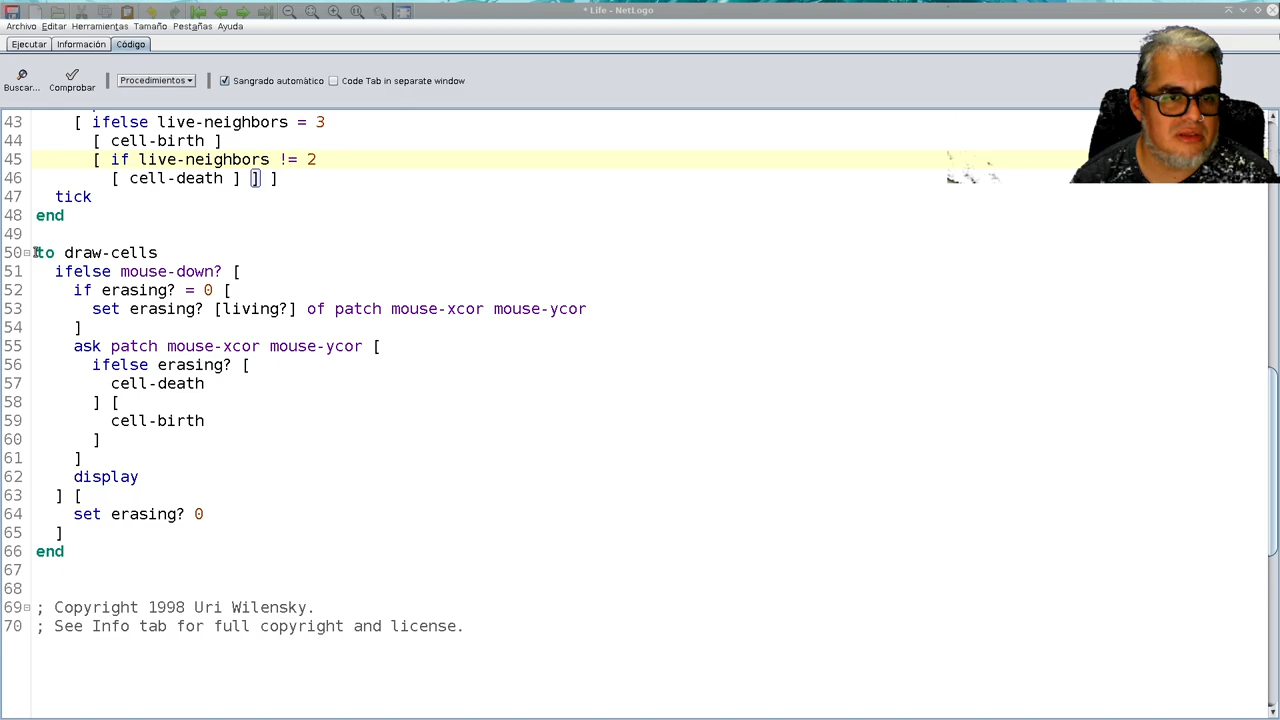 * Life - NetLogo
Archivo Editar Herramientas Tamaño Pestañas Ayuda
Ejecutar Información Código
Buscar... Comprobar Procedimientos Sangrado automático Code Tab in separate window
43 [ ifelse live-neighbors = 3
44 [ cell-birth ]
45 [ if live-neighbors != 2
46 [ cell-death ] ] ]
47 tick
48 end
49
50 to draw-cells
51 ifelse mouse-down? [
52 if erasing? = 0 [
53 set erasing? [living?] of patch mouse-xcor mouse-ycor
54 ]
55 ask patch mouse-xcor mouse-ycor [
56 ifelse erasing? [
57 cell-death
58 ] [
59 cell-birth
60 ]
61 ]
62 display
63 ] [
64 set erasing? 0
65 ]
66 end
67
68
69 ; Copyright 1998 Uri Wilensky.
70 ; See Info tab for full copyright and license.